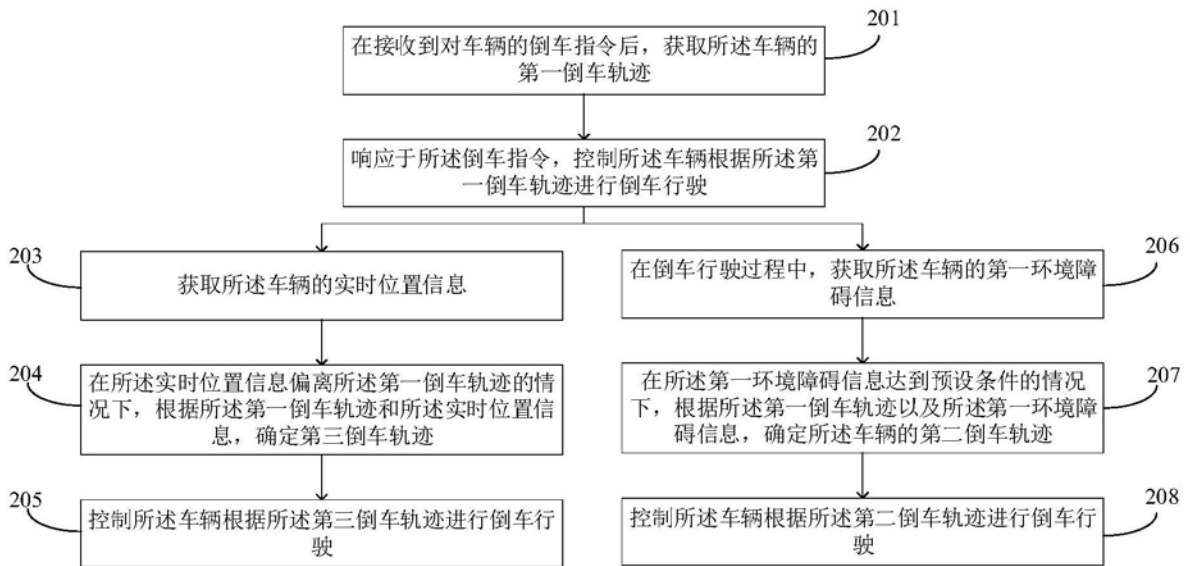 201
在接收到对车辆的倒车指令后，获取所述车辆的
第一倒车轨迹
202
响应于所述倒车指令，控制所述车辆根据所述第
一倒车轨迹进行倒车行驶
203
获取所述车辆的实时位置信息
204
在所述实时位置信息偏离所述第一倒车轨迹的情
况下，根据所述第一倒车轨迹和所述实时位置信
息，确定第三倒车轨迹
205
控制所述车辆根据所述第三倒车轨迹进行倒车行
驶
206
在倒车行驶过程中，获取所述车辆的第一环境障
碍信息
207
在所述第一环境障碍信息达到预设条件的情况
下，根据所述第一倒车轨迹以及所述第一环境障
碍信息，确定所述车辆的第二倒车轨迹
208
控制所述车辆根据所述第二倒车轨迹进行倒车行
驶